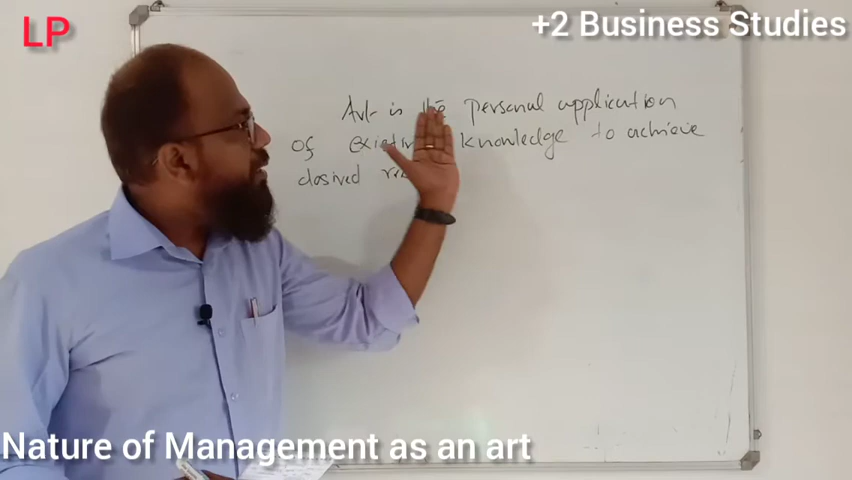 LP
+2 Business Studies
Art is the personal application
of existing knowledge to achieve
desired
Nature of Management as an art